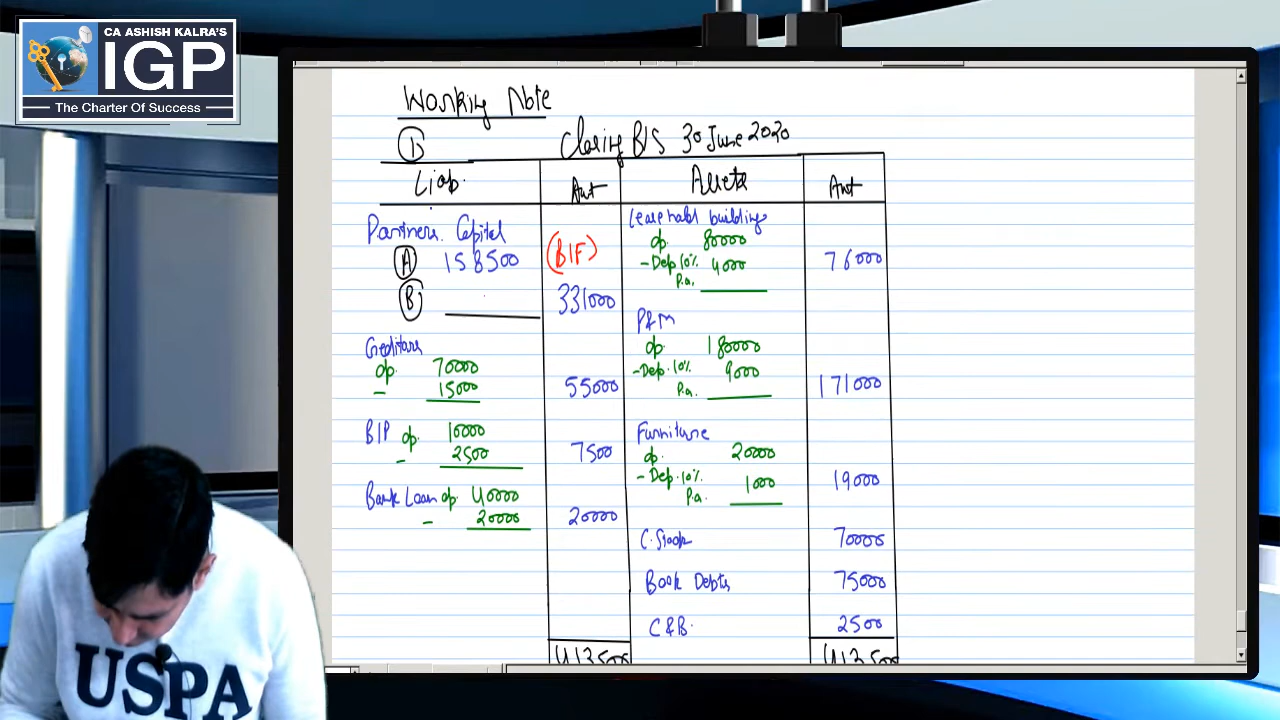 CA ASHISH KALRA'S
IGP
The Charter Of Success
Working Note
① Closing B/S 30 June 2020
Liab. Amt Assets Amt
Partners Capital (B/F)
Ⓐ 158500
Ⓑ 331000
Creditors
op. 70000
- 15000 55000
B/P op. 10000
- 2500 7500
Bank Loan op. 40000
- 20000 20000
413500
Leasehold building
op. 80000
- Dep. 10% p.a. 4000 76000
P&M
op. 180000
- Dep. 10% p.a. 9000 171000
Furniture
op. 20000
- Dep. 10% p.a. 1000 19000
C. Stock 70000
Book Depts 75000
C&B. 2500
413500
USPA